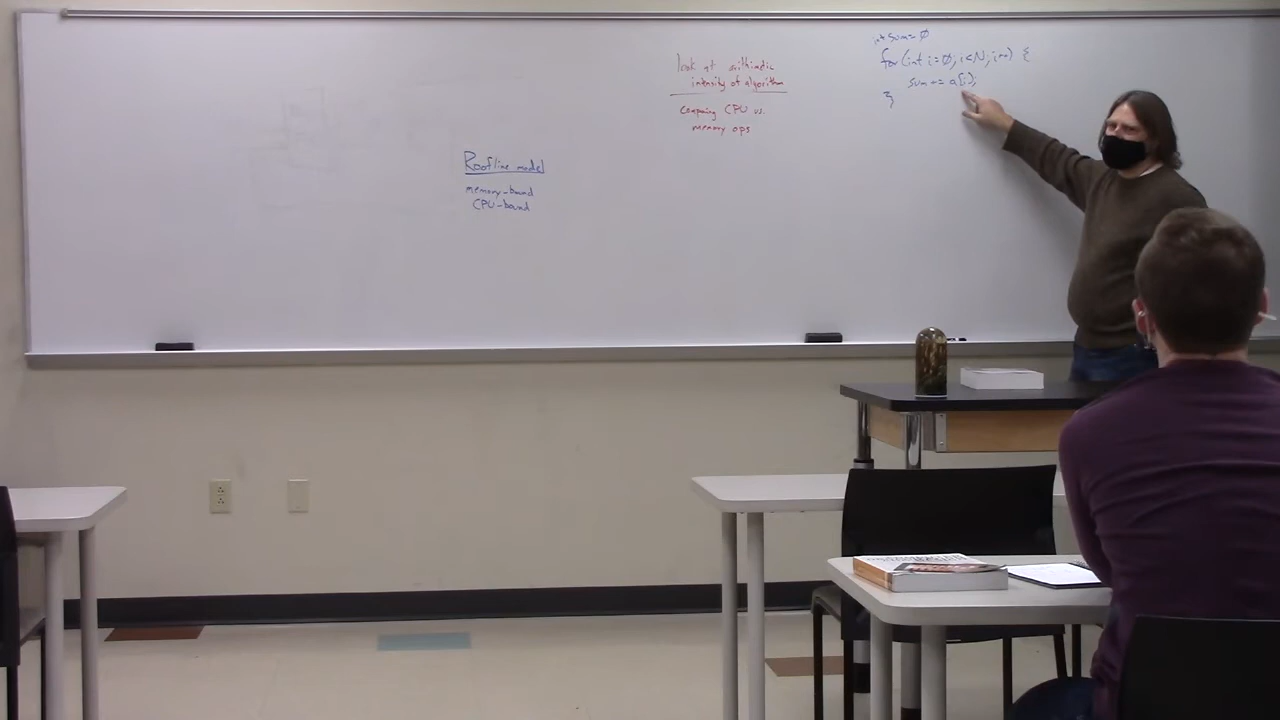 Roofline model
memory-bound
CPU-bound
look at arithmetic
intensity of algorithm
comparing CPU vs.
memory ops
int sum=0
for(int i=0; i<N; i++) {
sum += a[i];
}